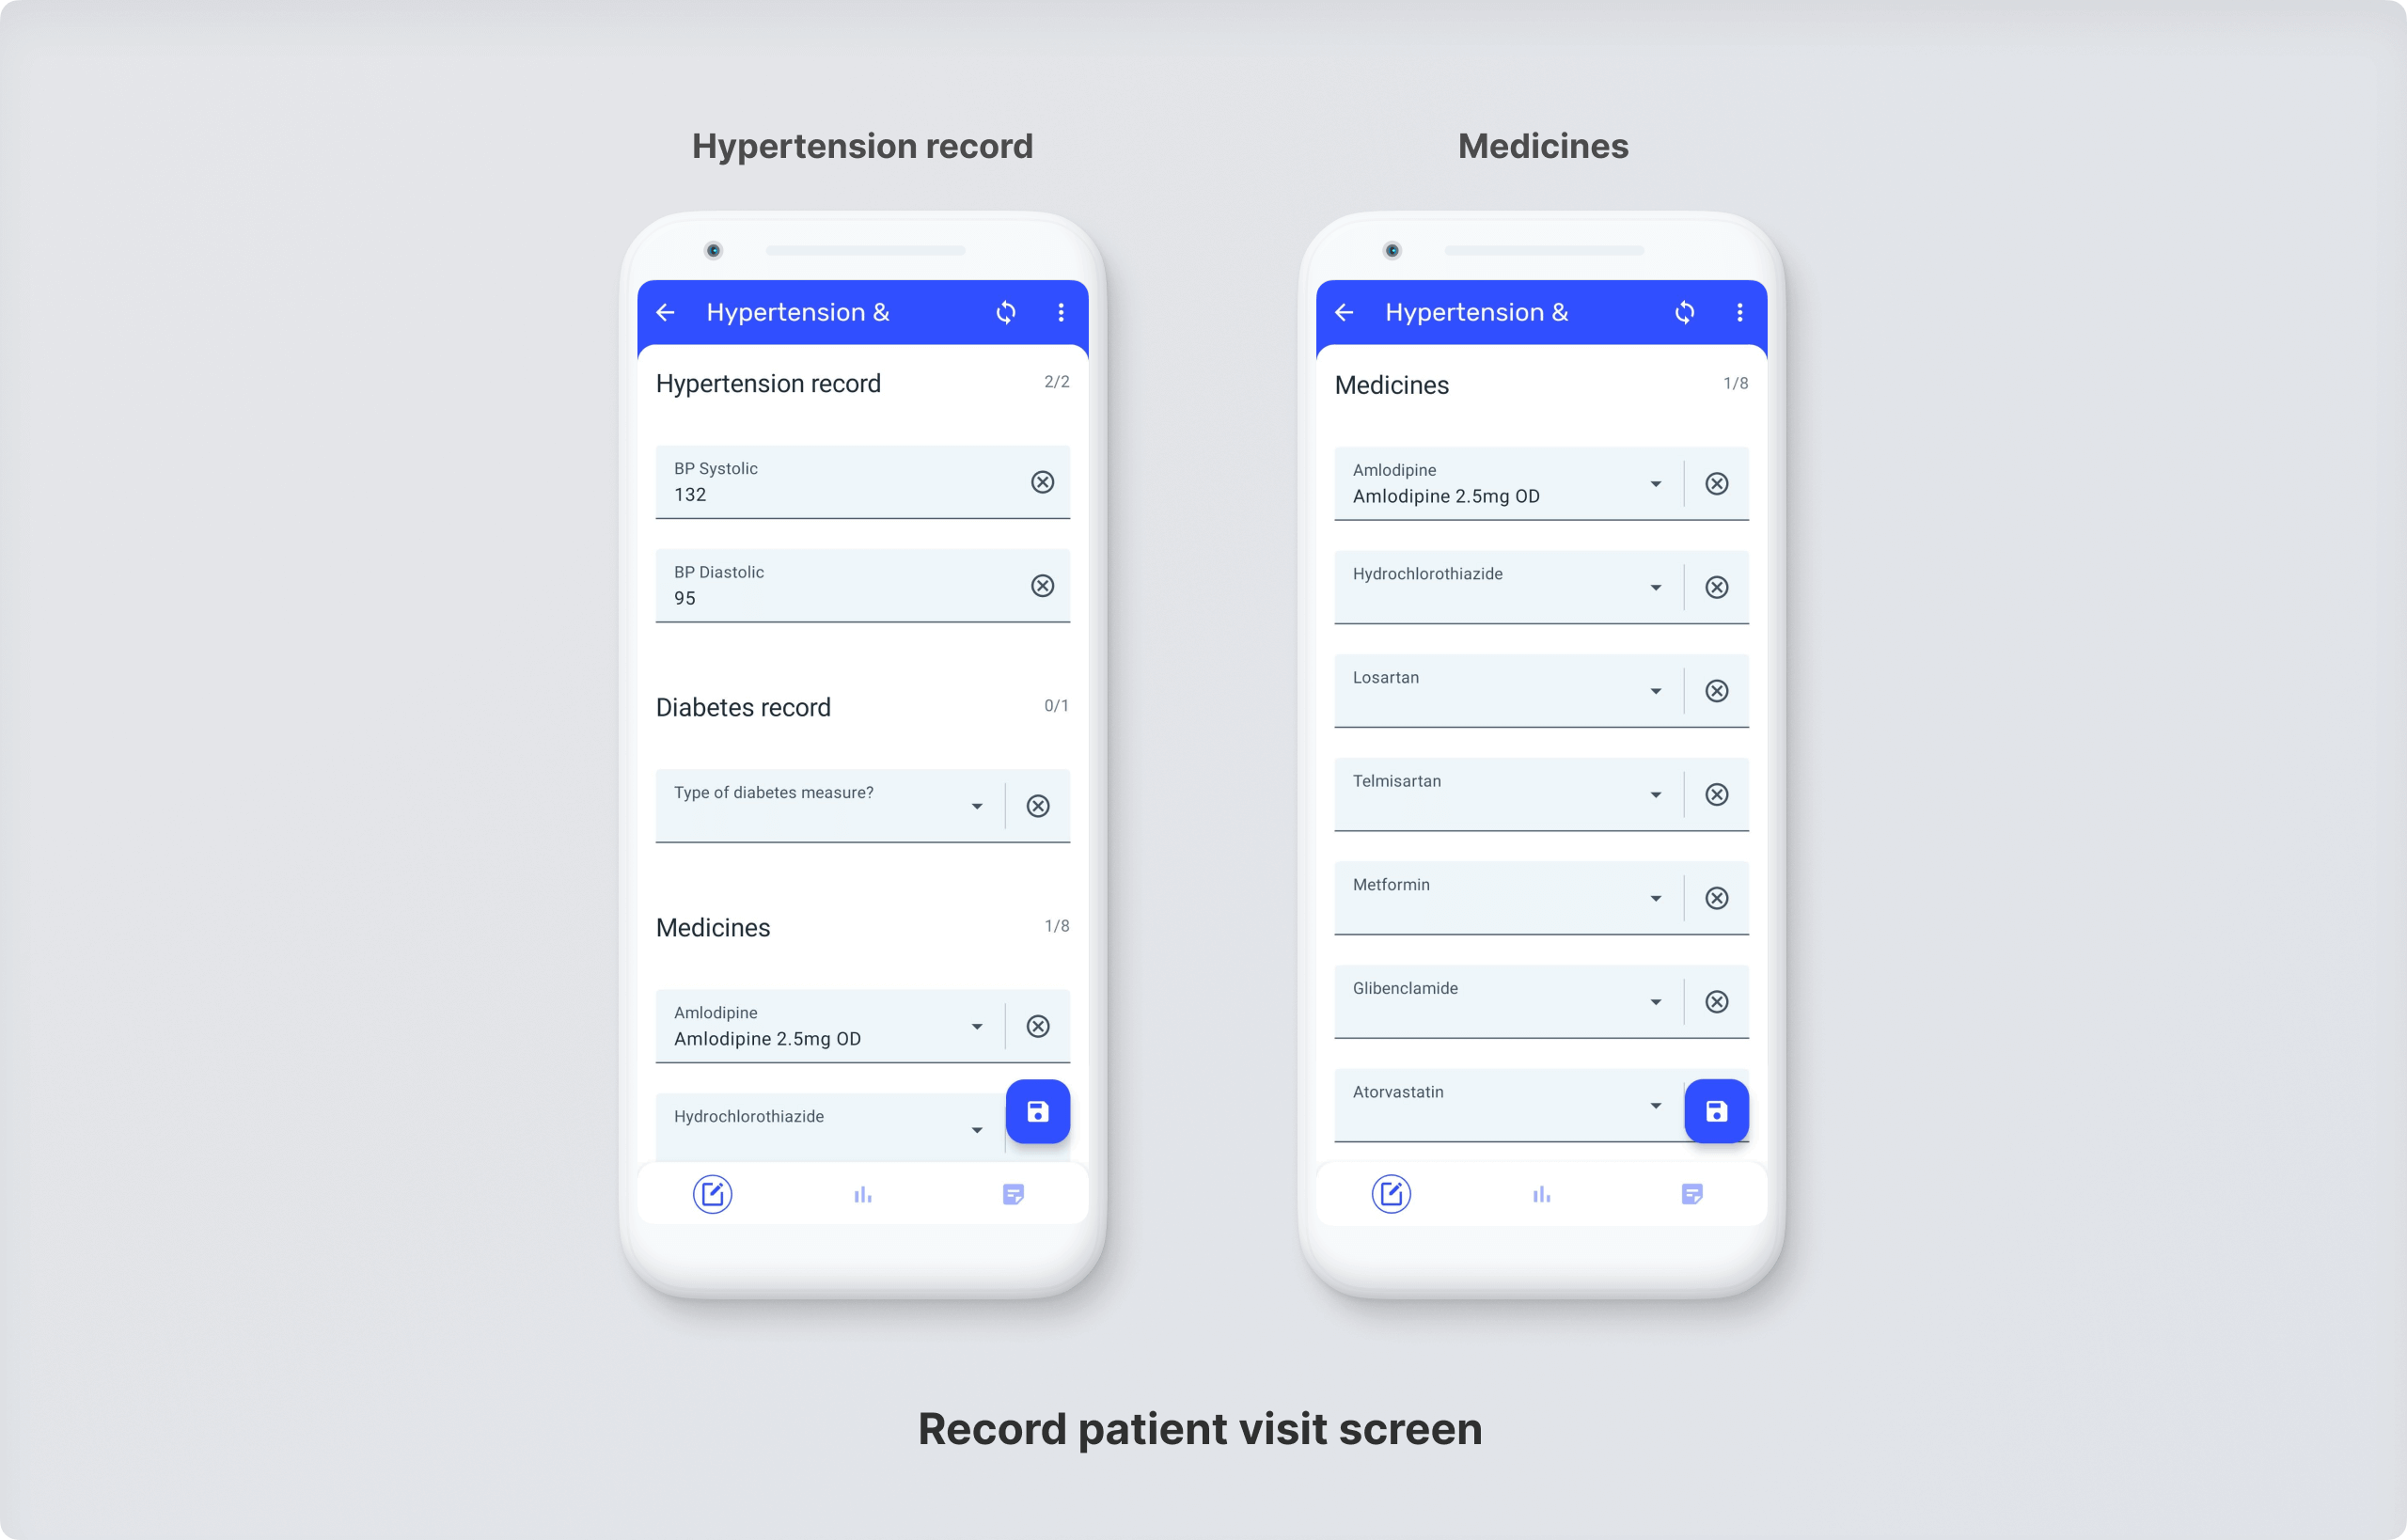 Hypertension record
Hypertension &
Hypertension record
2/2
BP Systolic
132
BP Diastolic
95
Diabetes record
0/1
Type of diabetes measure?
Medicines
1/8
Amlodipine
Amlodipine 2.5mg OD
Hydrochlorothiazide
Medicines
Hypertension &
Medicines
1/8
Amlodipine
Amlodipine 2.5mg OD
Hydrochlorothiazide
Losartan
Telmisartan
Metformin
Glibenclamide
Atorvastatin
Record patient visit screen